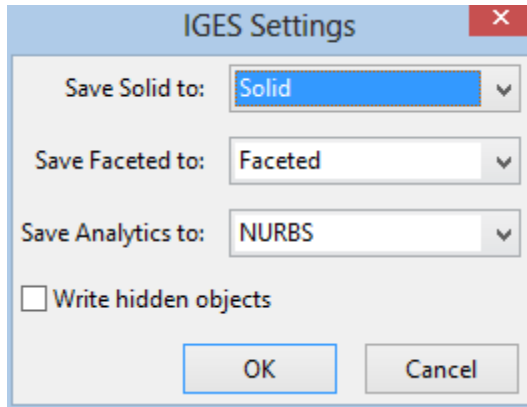 IGES Settings
Save Solid to: Solid
Save Faceted to: Faceted
Save Analytics to: NURBS
Write hidden objects
OK Cancel